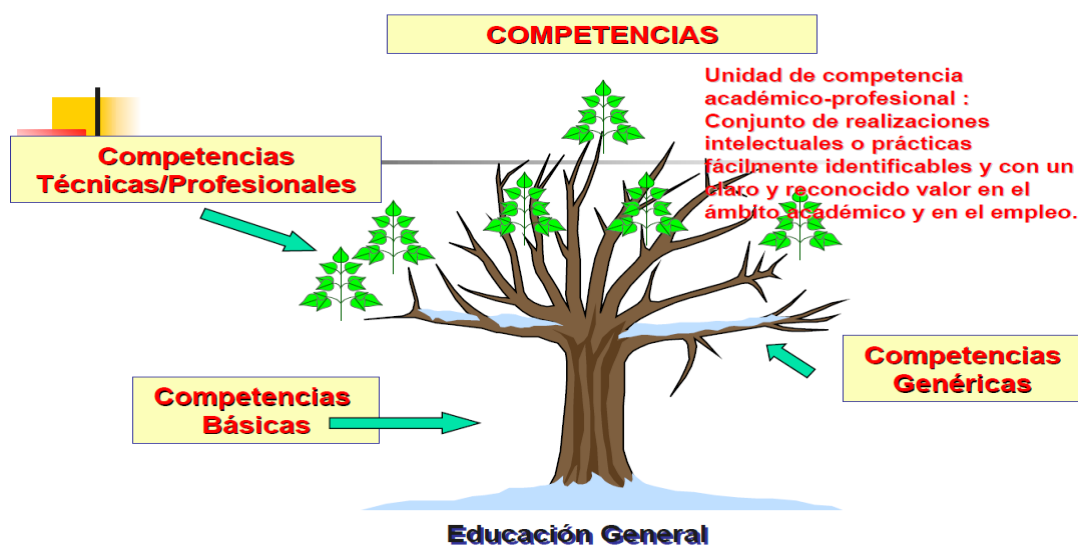 COMPETENCIAS
Unidad de competencia
académico-profesional :
Conjunto de realizaciones
intelectuales o prácticas
fácilmente identificables y con un
claro y reconocido valor en el
ámbito académico y en el empleo.
Competencias
Técnicas/Profesionales
Competencias
Genéricas
Competencias
Básicas
Educación General